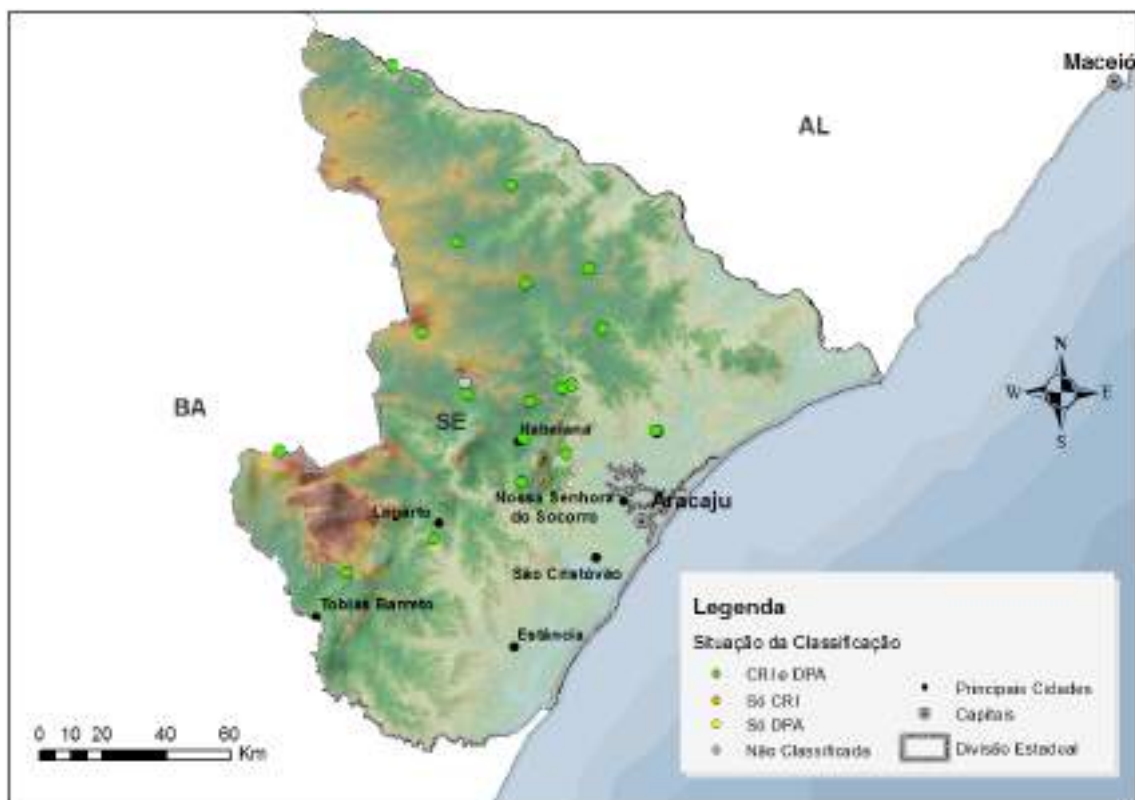 Maceió
AL
BA
SE
Itabaiana
Nossa Senhora
do Socorro
Aracaju
Lagarto
São Cristóvão
Tobias Barreto
Estância
N
W
E
S
0 10 20 40 60
Km
Legenda
Situação da Classificação
CRI e DPA
Só CRI
Só DPA
Não Classificada
Principais Cidades
Capitais
Divisão Estadual